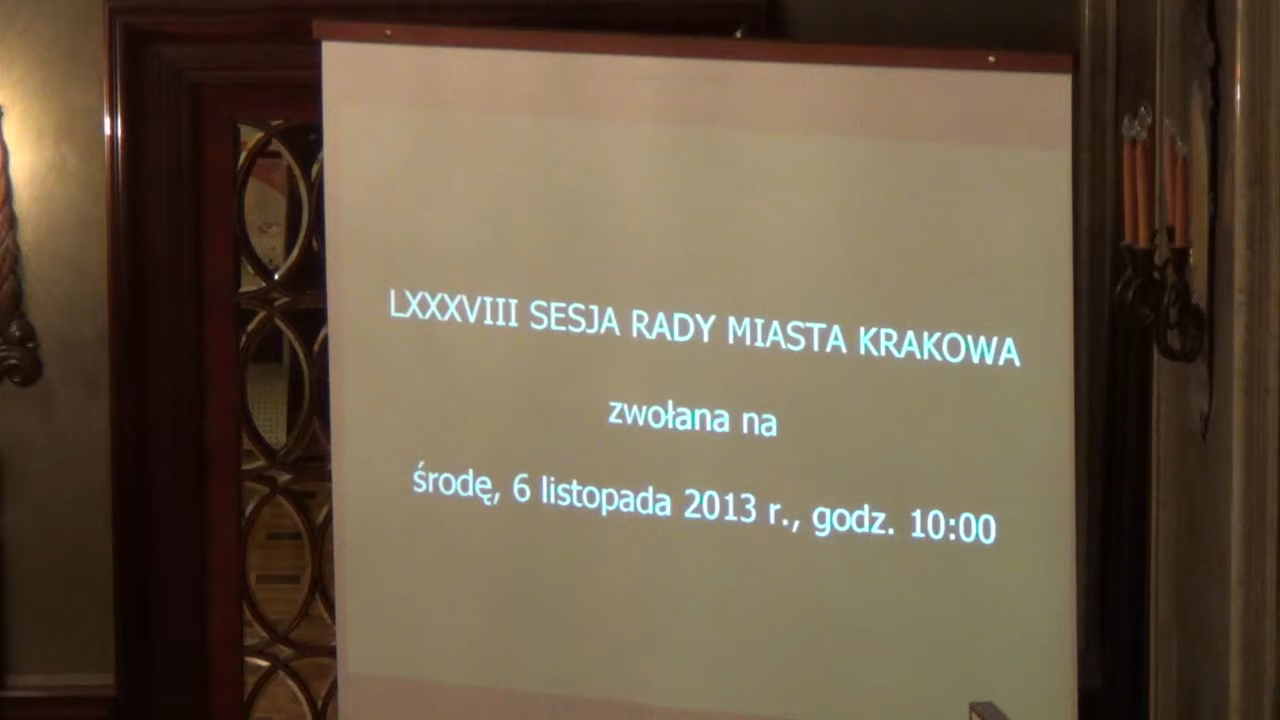 LXXXVIII SESJA RADY MIASTA KRAKOWA
zwołana na
środę, 6 listopada 2013 r., godz. 10:00